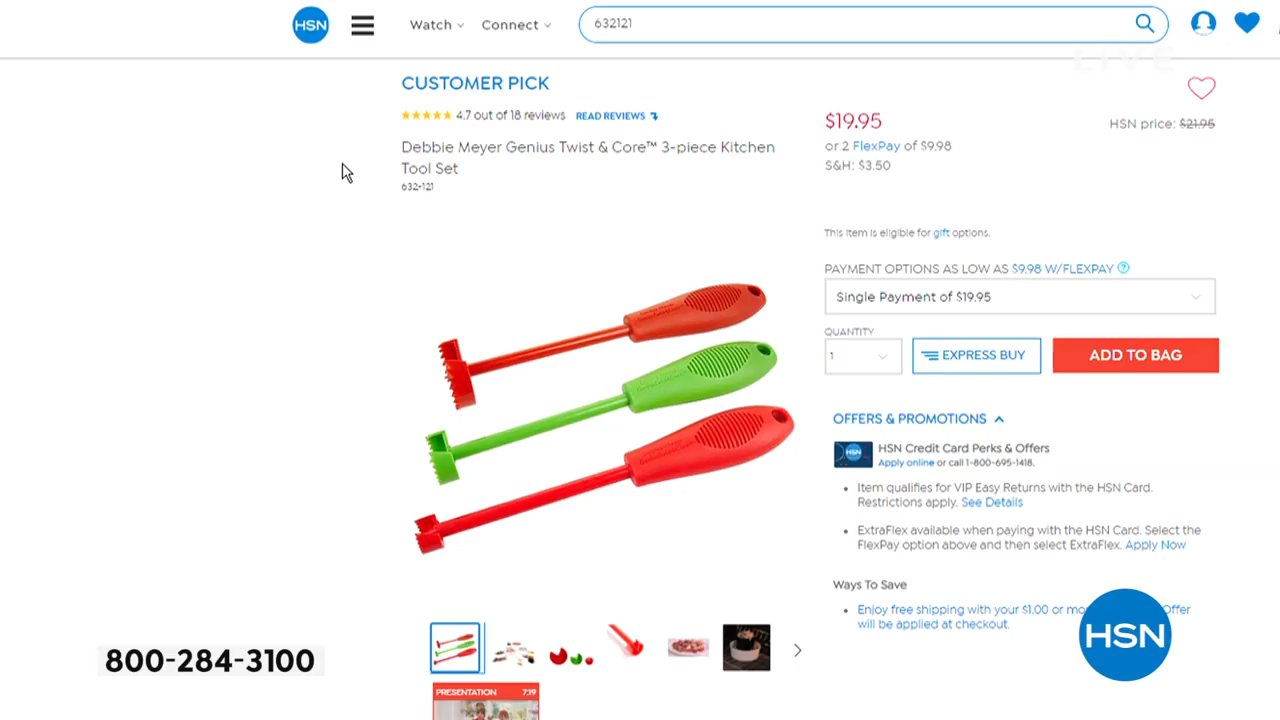 HSN
Watch
Connect
632121
LIVE
CUSTOMER PICK
4.7 out of 18 reviews READ REVIEWS
Debbie Meyer Genius Twist & Core™ 3-piece Kitchen
Tool Set
632-121
$19.95
HSN price: $21.95
or 2 FlexPay of $9.98
S&H: $3.50
This item is eligible for gift options.
PAYMENT OPTIONS AS LOW AS $9.98 W/FLEXPAY ?
Single Payment of $19.95
QUANTITY
1
EXPRESS BUY
ADD TO BAG
OFFERS & PROMOTIONS
HSN
HSN Credit Card Perks & Offers
Apply online or call 1-800-695-1418.
Item qualifies for VIP Easy Returns with the HSN Card.
Restrictions apply. See Details
ExtraFlex available when paying with the HSN Card. Select the
FlexPay option above and then select ExtraFlex. Apply Now
Ways To Save
Enjoy free shipping with your $1.00 or Offer
will be applied at checkout.
HSN
800-284-3100
PRESENTATION 7:19